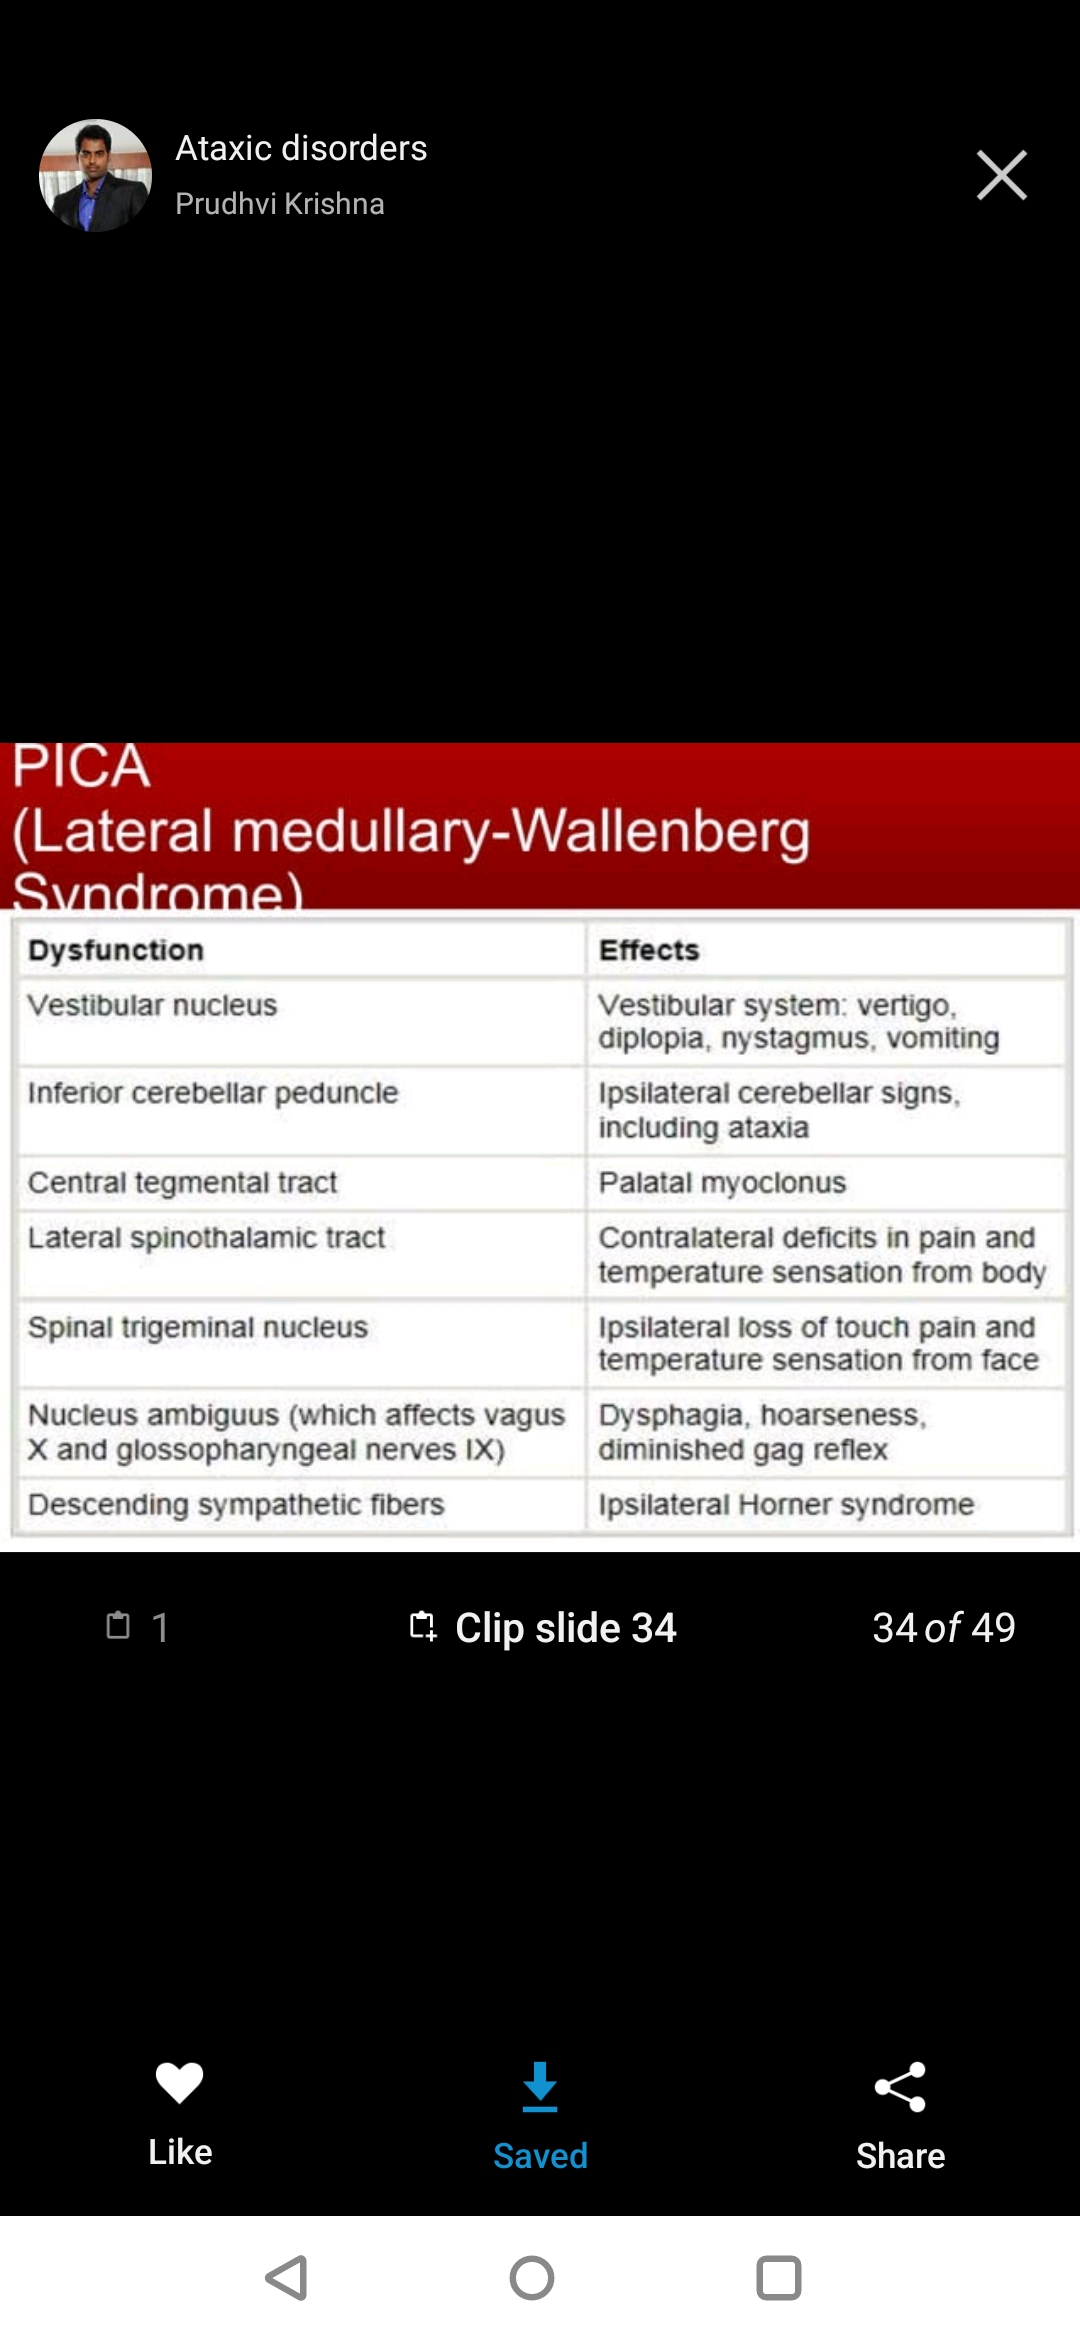 Ataxic disorders
Prudhvi Krishna
PICA
(Lateral medullary-Wallenberg
Syndrome)
Dysfunction Effects
Vestibular nucleus Vestibular system: vertigo,
diplopia, nystagmus, vomiting
Inferior cerebellar peduncle Ipsilateral cerebellar signs,
including ataxia
Central tegmental tract Palatal myoclonus
Lateral spinothalamic tract Contralateral deficits in pain and
temperature sensation from body
Spinal trigeminal nucleus Ipsilateral loss of touch pain and
temperature sensation from face
Nucleus ambiguus (which affects vagus Dysphagia, hoarseness,
X and glossopharyngeal nerves IX) diminished gag reflex
Descending sympathetic fibers Ipsilateral Horner syndrome
1 Clip slide 34 34 of 49
Like Saved Share